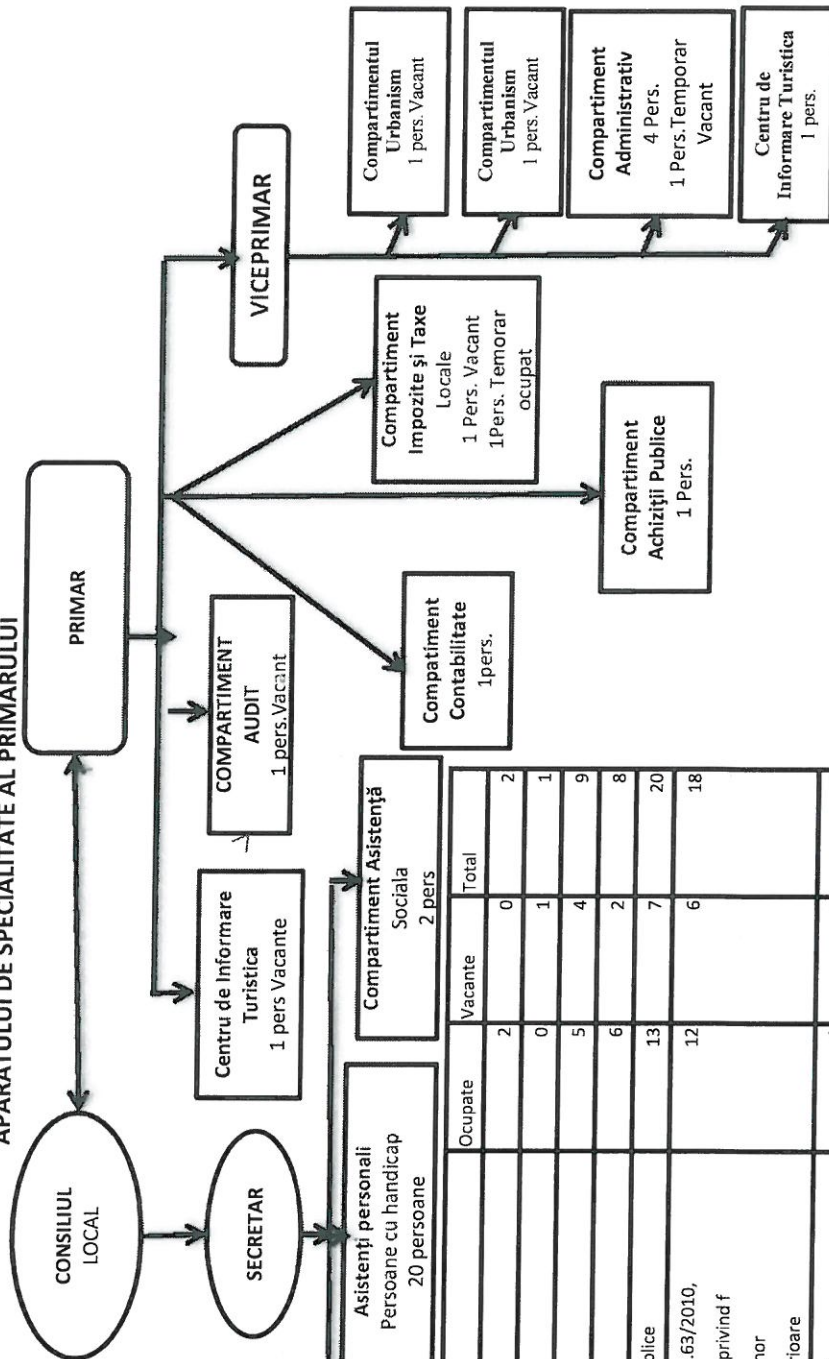 APARATULUI DE SPECIALITATE AL PRIMARULUI
CONSILIUL
LOCAL
PRIMAR
SECRETAR
VICEPRIMAR
Centru de Informare
Turistica
1 pers Vacante
COMPARTIMENT
AUDIT
1 pers.Vacant
Compartiment
Impozite și Taxe
Locale
1 Pers. Vacant
1Pers. Temorar
ocupat
Compartimentul
Urbanism
1 pers.Vacant
Compartimentul
Urbanism
1 pers.Vacant
Compartiment
Administrativ
4 Pers.
1 Pers.Temporar
Vacant
Centru de
Informare Turistica
1 pers.
Asistenți personali
Persoane cu handicap
20 persoane
Compartiment Asistenţă
Sociala
2 pers
Compatiment
Contabilitate
1pers.
Compartiment
Achiziţii Publice
1 Pers.
Ocupate Vacante Total
2 0 2
0 1 1
5 4 9
6 2 8
blice 13 7 20
.63/2010, 12 6 18
privind f
nor
rioare